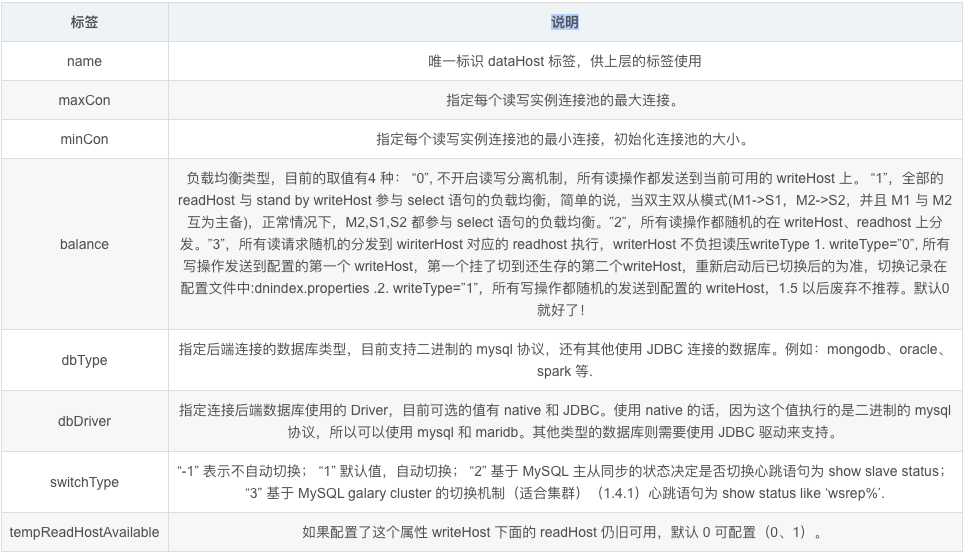 标签 说明
name 唯一标识 dataHost 标签，供上层的标签使用
maxCon 指定每个读写实例连接池的最大连接。
minCon 指定每个读写实例连接池的最小连接，初始化连接池的大小。
balance
负载均衡类型，目前的取值有4 种： “0”, 不开启读写分离机制，所有读操作都发送到当前可用的 writeHost 上。 “1”，全部的
readHost 与 stand by writeHost 参与 select 语句的负载均衡，简单的说，当双主双从模式(M1->S1，M2->S2，并且 M1 与 M2
互为主备)，正常情况下，M2,S1,S2 都参与 select 语句的负载均衡。”2”，所有读操作都随机的在 writeHost、readhost 上分
发。”3”，所有读请求随机的分发到 wiriterHost 对应的 readhost 执行，writerHost 不负担读压writeType 1. writeType=”0”, 所有
写操作发送到配置的第一个 writeHost，第一个挂了切到还生存的第二个writeHost，重新启动后已切换后的为准，切换记录在
配置文件中:dnindex.properties .2. writeType=”1”，所有写操作都随机的发送到配置的 writeHost，1.5 以后废弃不推荐。默认0
就好了！
dbType
指定后端连接的数据库类型，目前支持二进制的 mysql 协议，还有其他使用 JDBC 连接的数据库。例如：mongodb、oracle、
spark 等.
dbDriver
指定连接后端数据库使用的 Driver，目前可选的值有 native 和 JDBC。使用 native 的话，因为这个值执行的是二进制的 mysql
协议，所以可以使用 mysql 和 maridb。其他类型的数据库则需要使用 JDBC 驱动来支持。
switchType
“-1” 表示不自动切换； “1” 默认值，自动切换； “2” 基于 MySQL 主从同步的状态决定是否切换心跳语句为 show slave status；
“3” 基于 MySQL galary cluster 的切换机制（适合集群）（1.4.1）心跳语句为 show status like ‘wsrep%’.
tempReadHostAvailable 如果配置了这个属性 writeHost 下面的 readHost 仍旧可用，默认 0 可配置（0、1）。